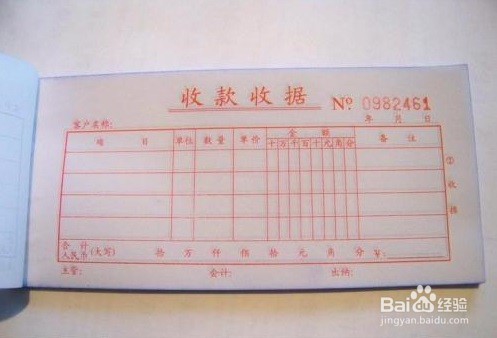 收款收据 Nº 0982461
客户名称: 年 月 日
项 目 单位 数量 单价 金 额 备 注
十 万 千 百 十 元 角 分
② 收 据
合 计
人民币 (大写) 拾 万 仟 佰 拾 元 角 分 ¥:
主管: 会计: 出纳:
Baidu 经验
jingyan.baidu.com